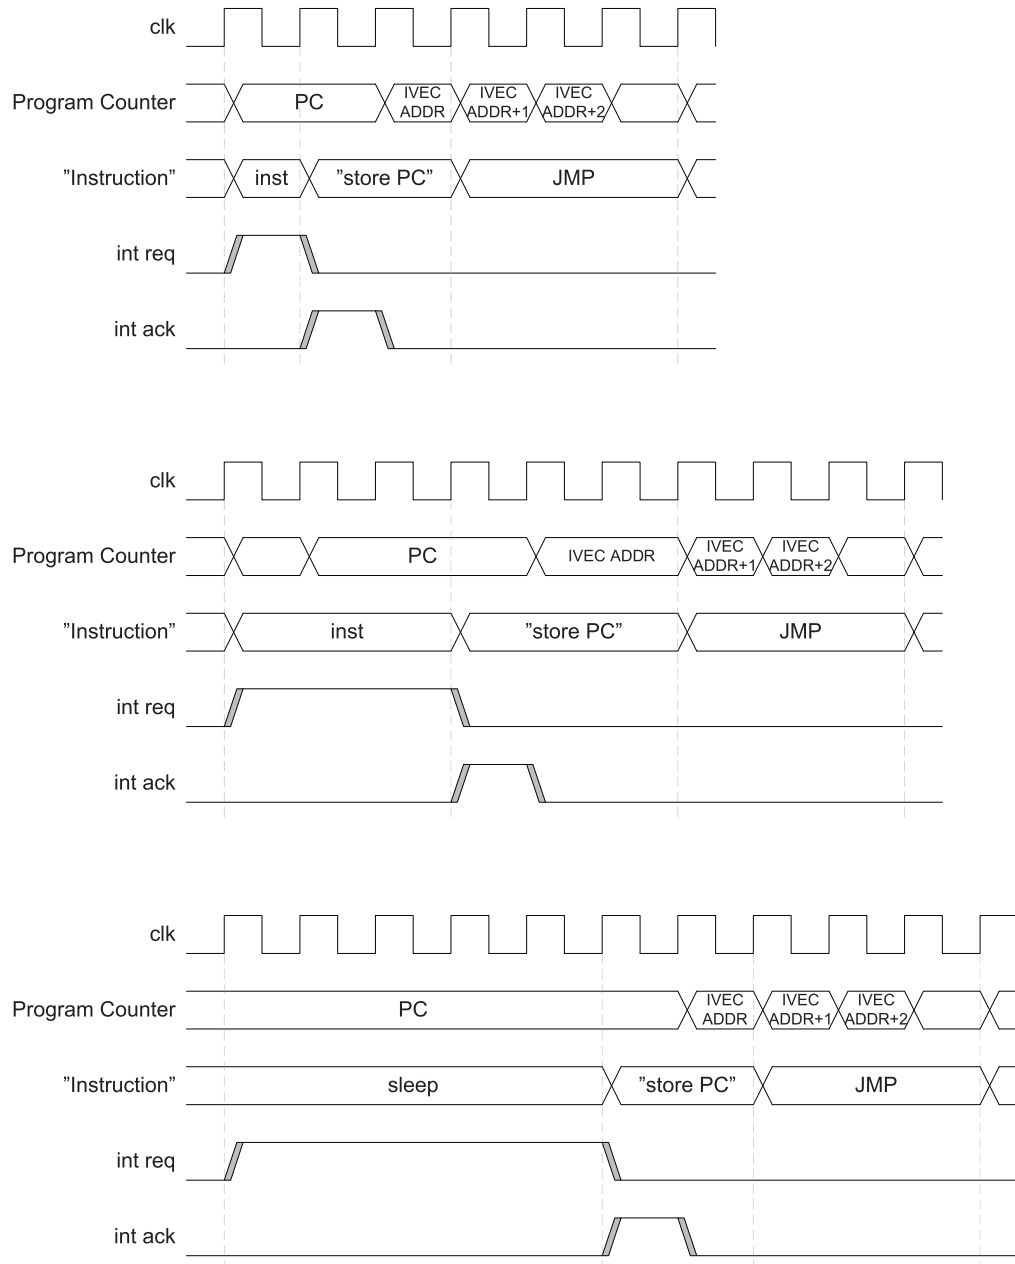 clk
Program Counter
PC
IVEC
ADDR
IVEC
ADDR+1
IVEC
ADDR+2
”Instruction”
inst
”store PC”
JMP
int req
int ack
clk
Program Counter
PC
IVEC ADDR
IVEC
ADDR+1
IVEC
ADDR+2
”Instruction”
inst
”store PC”
JMP
int req
int ack
clk
Program Counter
PC
IVEC
ADDR
IVEC
ADDR+1
IVEC
ADDR+2
”Instruction”
sleep
”store PC”
JMP
int req
int ack